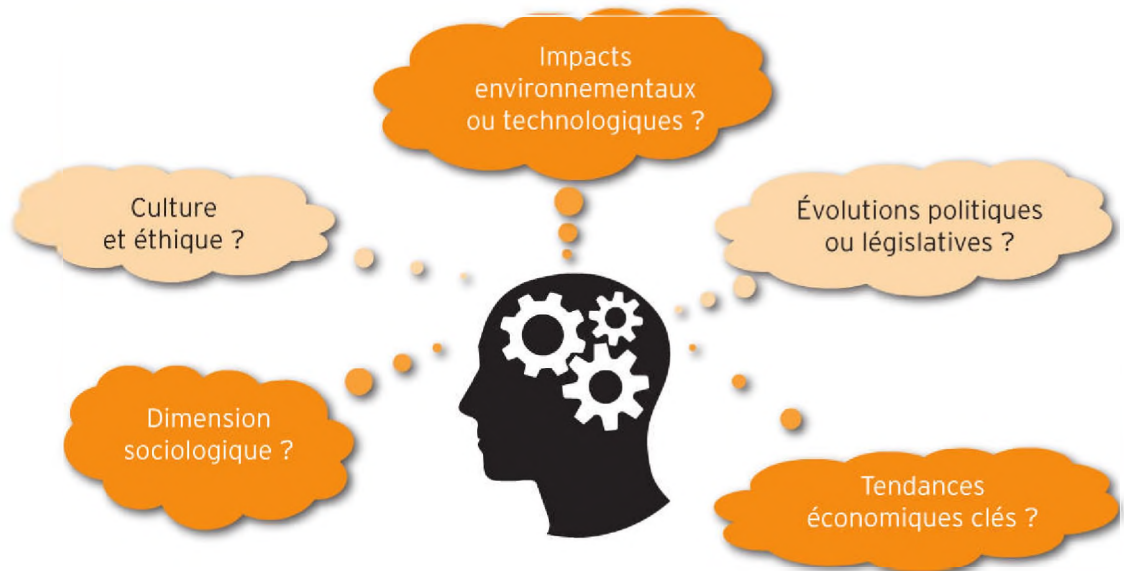 Impacts
environnementaux
ou technologiques ?
Culture
et éthique ?
Évolutions politiques
ou législatives ?
Dimension
sociologique ?
Tendances
économiques clés ?